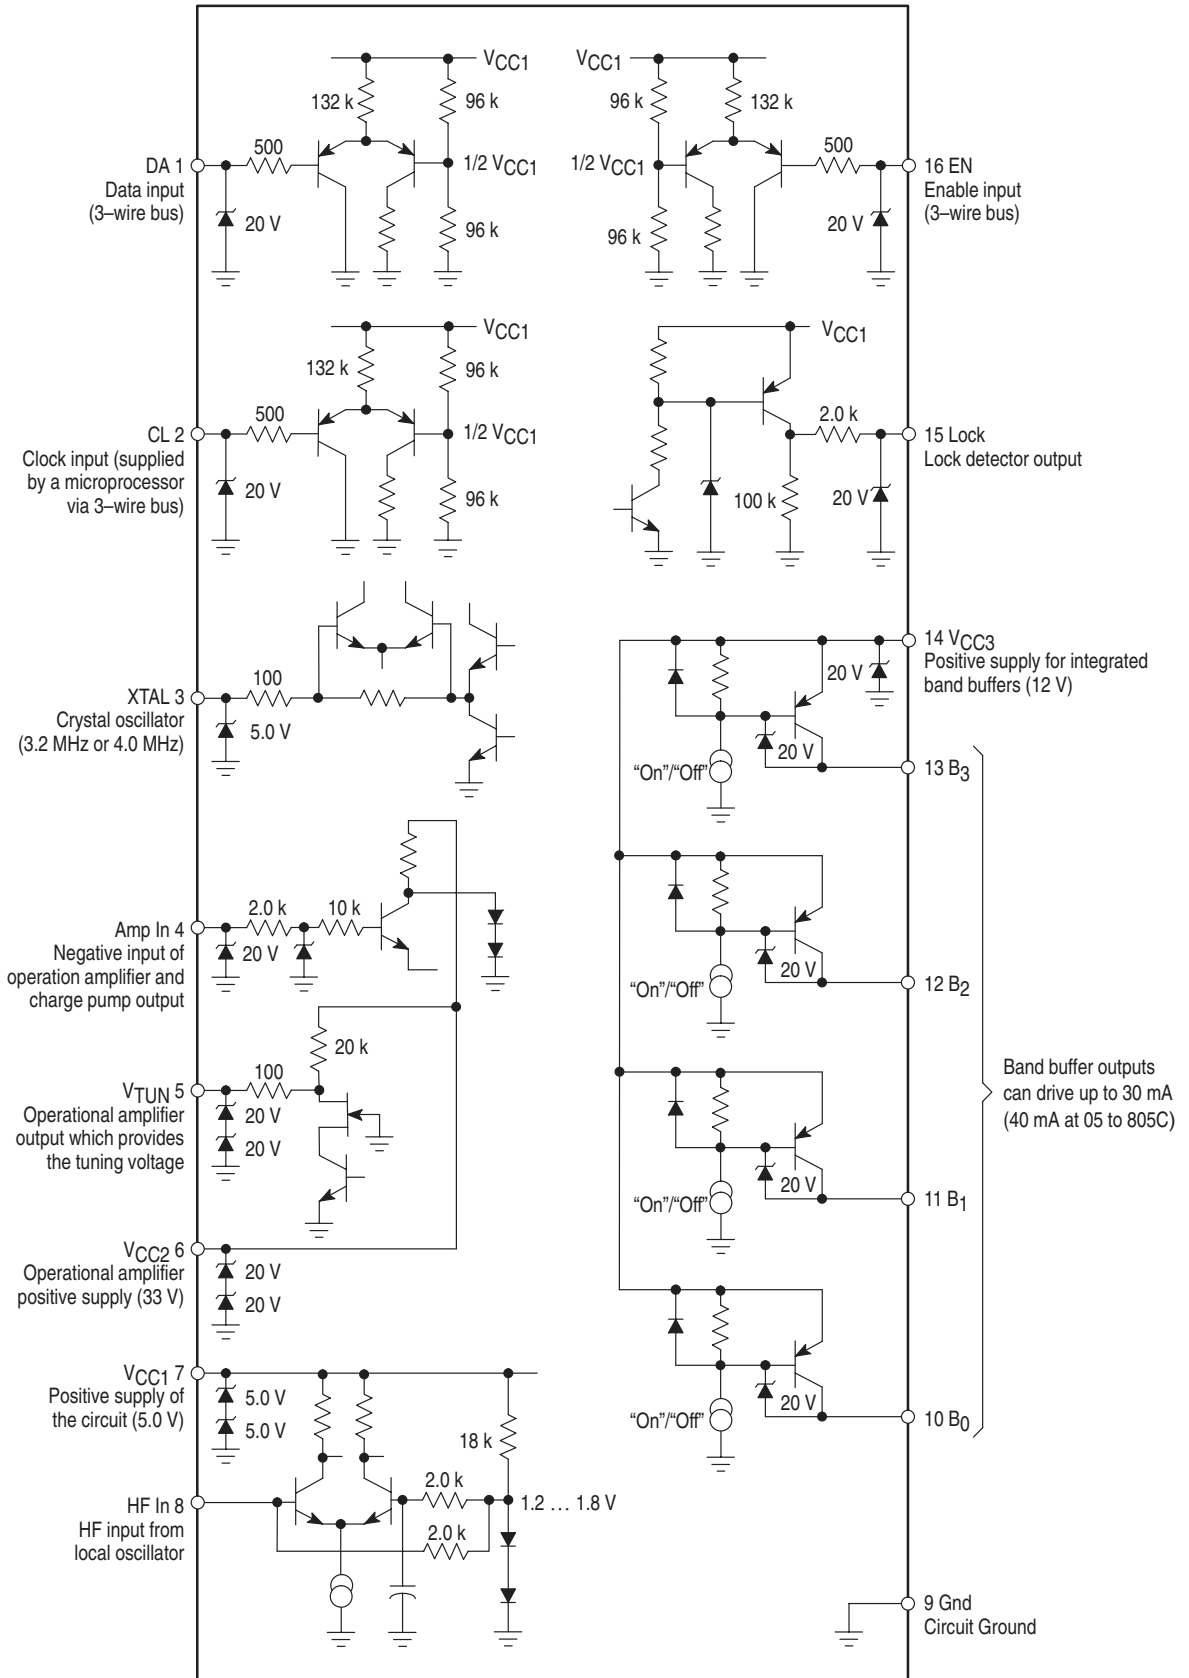 VCC1
132 k
96 k
500
DA 1
Data input
(3–wire bus)
20 V
1/2 VCC1
96 k
VCC1
96 k
132 k
500
1/2 VCC1
16 EN
Enable input
(3–wire bus)
96 k
20 V
VCC1
132 k
96 k
500
CL 2
Clock input (supplied
by a microprocessor
via 3–wire bus)
20 V
1/2 VCC1
96 k
VCC1
2.0 k
15 Lock
Lock detector output
100 k
20 V
100
XTAL 3
Crystal oscillator
(3.2 MHz or 4.0 MHz)
5.0 V
14 VCC3
Positive supply for integrated
band buffers (12 V)
20 V
20 V
“On”/“Off”
13 B3
2.0 k
10 k
Amp In 4
Negative input of
operation amplifier and
charge pump output
20 V
20 V
“On”/“Off”
12 B2
20 k
100
VTUN 5
Operational amplifier
output which provides
the tuning voltage
20 V
20 V
Band buffer outputs
can drive up to 30 mA
(40 mA at 05 to 805C)
20 V
“On”/“Off”
11 B1
VCC2 6
Operational amplifier
positive supply (33 V)
20 V
20 V
20 V
“On”/“Off”
10 B0
VCC1 7
Positive supply of
the circuit (5.0 V)
5.0 V
5.0 V
18 k
2.0 k
1.2 … 1.8 V
HF In 8
HF input from
local oscillator
2.0 k
9 Gnd
Circuit Ground